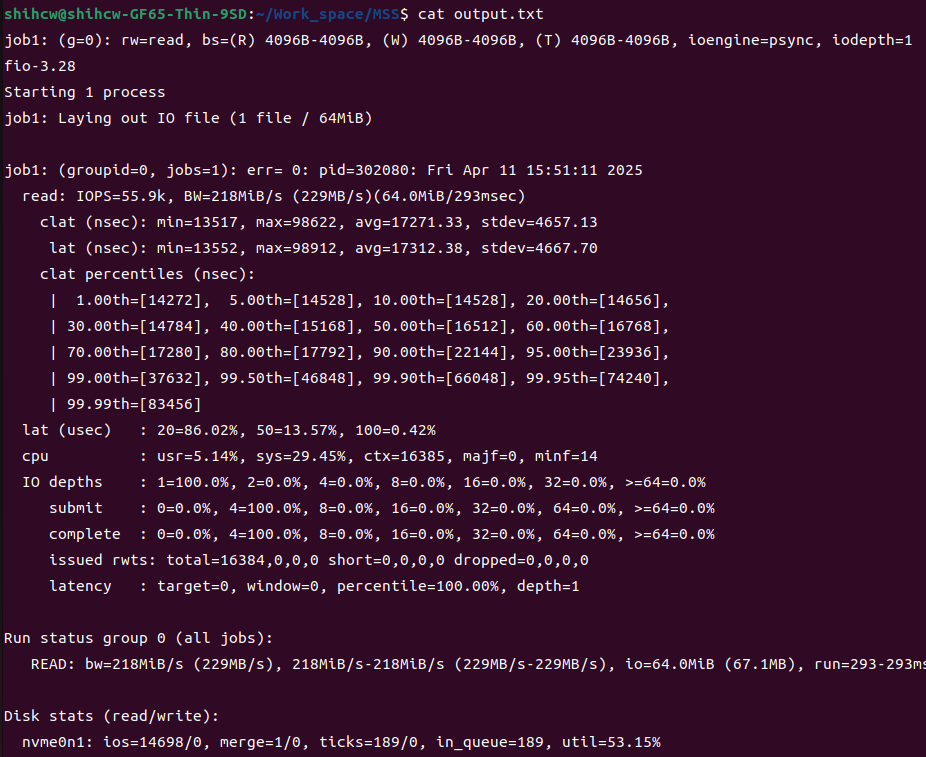 shihcw@shihcw-GF65-Thin-9SD:~/Work_space/MSS$ cat output.txt
job1: (g=0): rw=read, bs=(R) 4096B-4096B, (W) 4096B-4096B, (T) 4096B-4096B, ioengine=psync, iodepth=1
fio-3.28
Starting 1 process
job1: Laying out IO file (1 file / 64MiB)

job1: (groupid=0, jobs=1): err= 0: pid=302080: Fri Apr 11 15:51:11 2025
  read: IOPS=55.9k, BW=218MiB/s (229MB/s)(64.0MiB/293msec)
    clat (nsec): min=13517, max=98622, avg=17271.33, stdev=4657.13
     lat (nsec): min=13552, max=98912, avg=17312.38, stdev=4667.70
    clat percentiles (nsec):
     |  1.00th=[14272],  5.00th=[14528], 10.00th=[14528], 20.00th=[14656],
     | 30.00th=[14784], 40.00th=[15168], 50.00th=[16512], 60.00th=[16768],
     | 70.00th=[17280], 80.00th=[17792], 90.00th=[22144], 95.00th=[23936],
     | 99.00th=[37632], 99.50th=[46848], 99.90th=[66048], 99.95th=[74240],
     | 99.99th=[83456]
  lat (usec)   : 20=86.02%, 50=13.57%, 100=0.42%
  cpu          : usr=5.14%, sys=29.45%, ctx=16385, majf=0, minf=14
  IO depths    : 1=100.0%, 2=0.0%, 4=0.0%, 8=0.0%, 16=0.0%, 32=0.0%, >=64=0.0%
     submit    : 0=0.0%, 4=100.0%, 8=0.0%, 16=0.0%, 32=0.0%, 64=0.0%, >=64=0.0%
     complete  : 0=0.0%, 4=100.0%, 8=0.0%, 16=0.0%, 32=0.0%, 64=0.0%, >=64=0.0%
     issued rwts: total=16384,0,0,0 short=0,0,0,0 dropped=0,0,0,0
     latency   : target=0, window=0, percentile=100.00%, depth=1

Run status group 0 (all jobs):
   READ: bw=218MiB/s (229MB/s), 218MiB/s-218MiB/s (229MB/s-229MB/s), io=64.0MiB (67.1MB), run=293-293ms

Disk stats (read/write):
  nvme0n1: ios=14698/0, merge=1/0, ticks=189/0, in_queue=189, util=53.15%